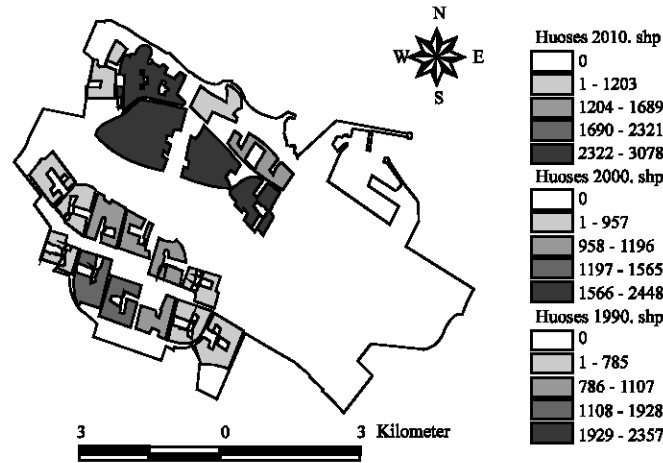 N
W E
S
Huoses 2010. shp
0
1 - 1203
1204 - 1689
1690 - 2321
2322 - 3078
Huoses 2000. shp
0
1 - 957
958 - 1196
1197 - 1565
1566 - 2448
Huoses 1990. shp
0
1 - 785
786 - 1107
1108 - 1928
1929 - 2357
3 0 3 Kilometer